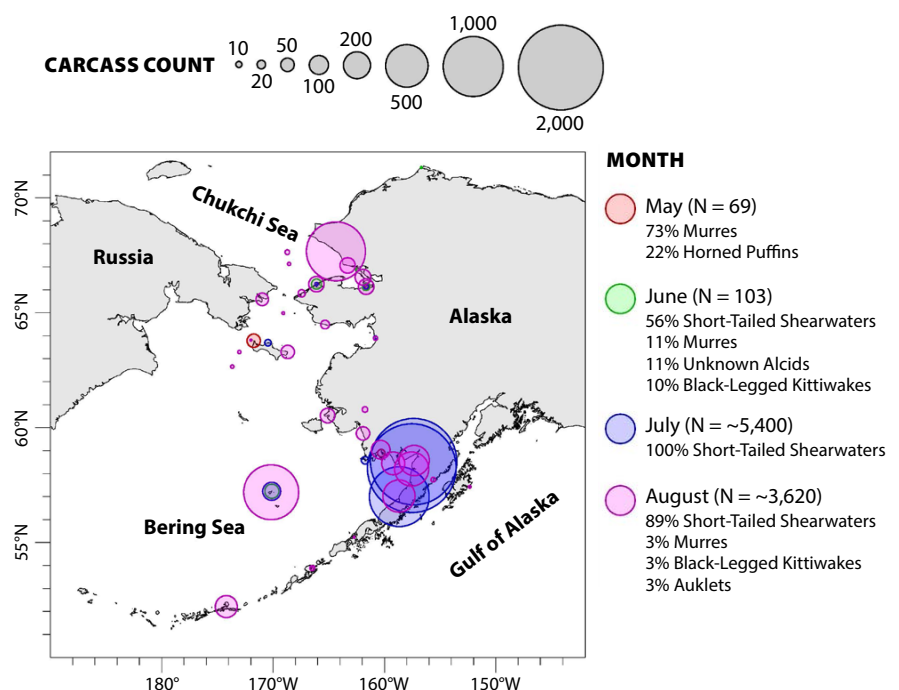 1,000
200
50
10
CARCASS COUNT
20
100
500
2,000
MONTH
70°N
65°N
60°N
55°N
Chukchi Sea
Russia
Alaska
Bering Sea
Gulf of Alaska
180°
170°W
160°W
150°W
May (N = 69)
73% Murres
22% Horned Puffins
June (N = 103)
56% Short-Tailed Shearwaters
11% Murres
11% Unknown Alcids
10% Black-Legged Kittiwakes
July (N = ~5,400)
100% Short-Tailed Shearwaters
August (N = ~3,620)
89% Short-Tailed Shearwaters
3% Murres
3% Black-Legged Kittiwakes
3% Auklets